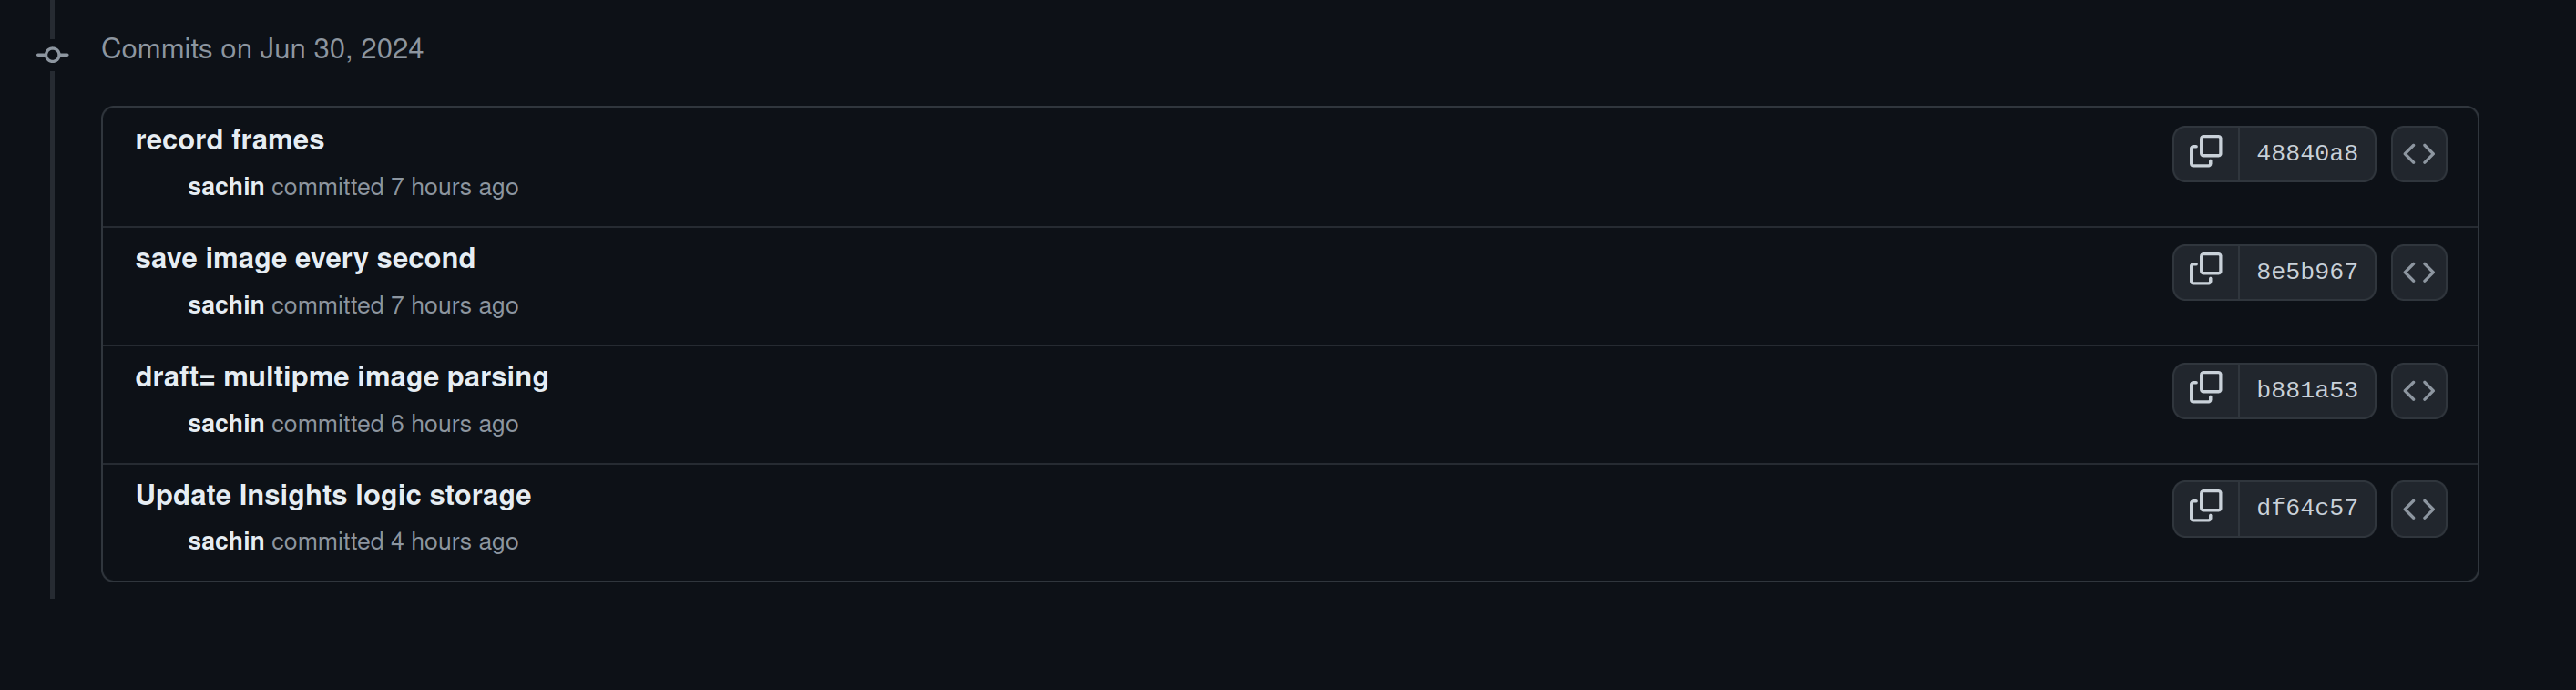 Commits on Jun 30, 2024
record frames
48840a8
sachin committed 7 hours ago
save image every second
8e5b967
sachin committed 7 hours ago
draft= multipme image parsing
b881a53
sachin committed 6 hours ago
Update Insights logic storage
df64c57
sachin committed 4 hours ago